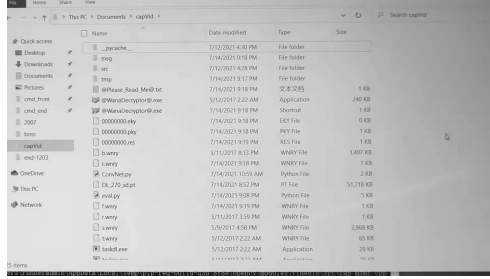 File Home Share View
This PC > Documents > capVid
Search capVid
Name Date modified Type Size
Quick access
Desktop
Downloads
Documents
Pictures
cmd_front
cmd_end
2007
capVid
end-1203
OneDrive
This PC
Network
__pycache__ 7/12/2021 4:30 PM File folder
msg 7/14/2021 9:18 PM File folder
src 7/12/2021 4:28 PM File folder
tmp 7/14/2021 9:17 PM File folder
@Please_Read_Me@.txt 7/14/2021 9:18 PM 文本文档 1 KB
@WanaDecryptor@.exe 5/12/2017 2:22 AM Application 240 KB
@WanaDecryptor@.exe 7/14/2021 9:18 PM Shortcut 1 KB
00000000.eky 7/14/2021 9:18 PM EKY File 0 KB
00000000.pky 7/14/2021 9:18 PM PKY File 1 KB
00000000.res 7/14/2021 9:19 PM RES File 1 KB
b.wnry 5/11/2017 8:13 PM WNRY File 1,407 KB
c.wnry 7/14/2021 9:18 PM WNRY File 1 KB
ConvNet.py 7/14/2021 10:59 AM Python File 2 KB
DL_270_sd.pt 7/14/2021 8:52 PM PT File 51,718 KB
eval.py 7/14/2021 9:08 PM Python File 5 KB
f.wnry 7/14/2021 9:19 PM WNRY File 1 KB
r.wnry 5/11/2017 3:59 PM WNRY File 1 KB
s.wnry 5/9/2017 4:58 PM WNRY File 2,968 KB
t.wnry 5/12/2017 2:22 AM WNRY File 65 KB
taskdl.exe 5/12/2017 2:22 AM Application 20 KB
items